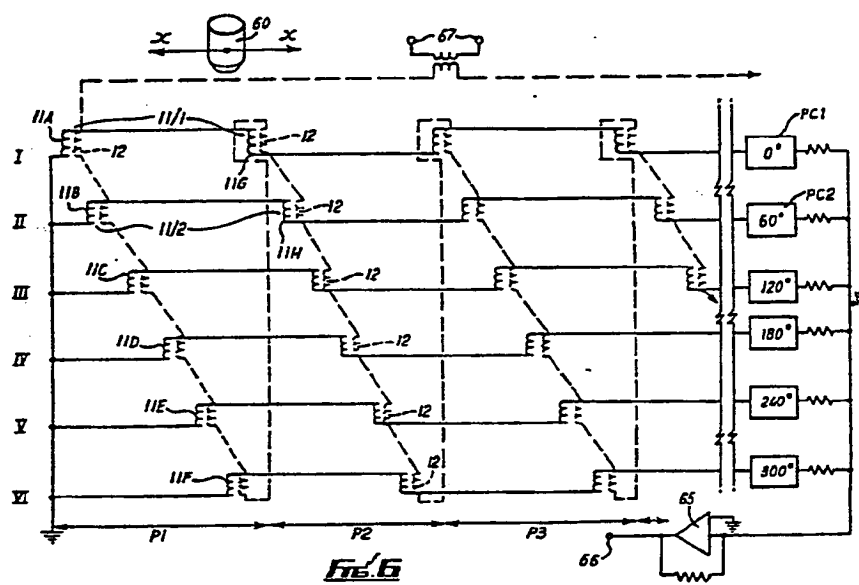 x 60 x 67
11A 11/1 PC1
I 12 12 0°
11G
11B PC2
II 12 60°
11/2 11H
11C
III 12 120°
11D 12
IV 180°
11E
V 12 240°
11F 12
VI 300°
65
P1 P2 P3 66
FIG. 6